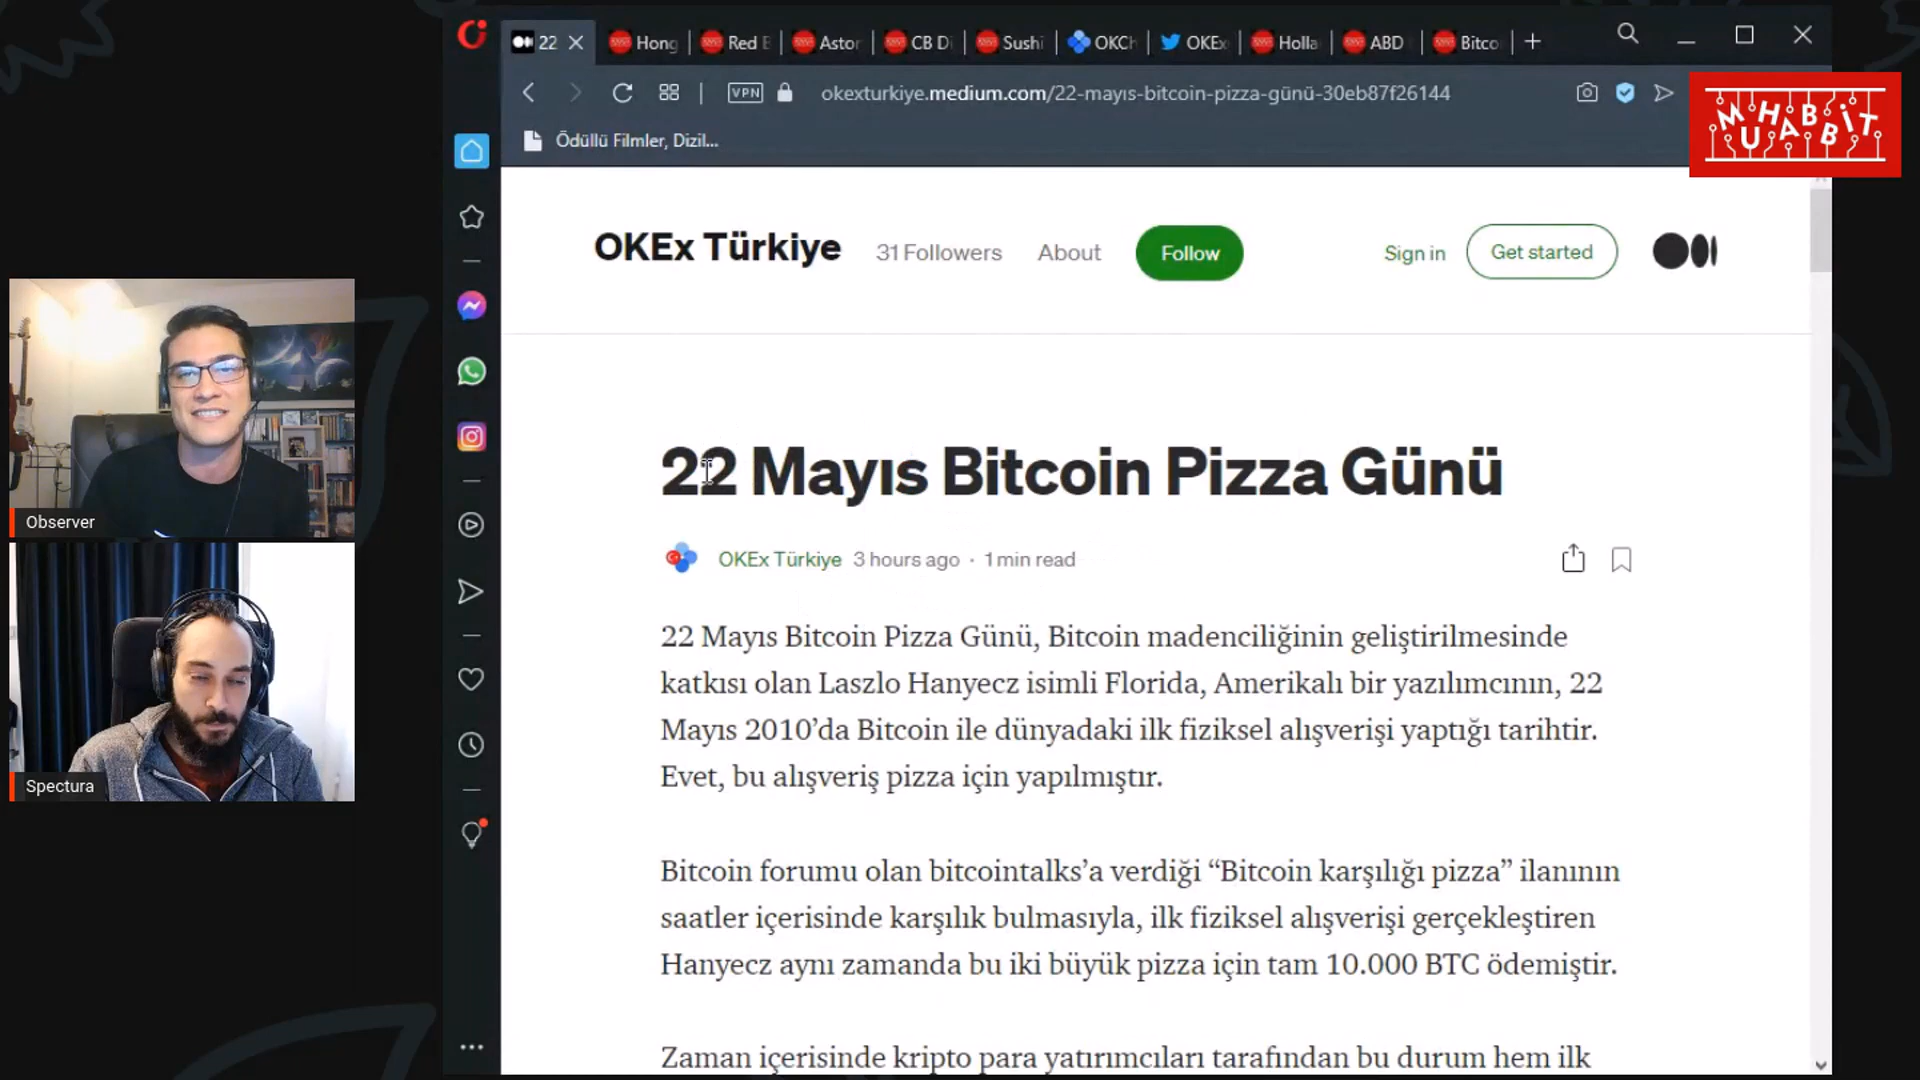 22
Hong
Red E
Astor
CB Di
Sushi
OKCh
OKEx
Holla
ABD
Bitco
VPN
okexturkiye.medium.com/22-mayıs-bitcoin-pizza-günü-30eb87f26144
Ödüllü Filmler, Dizil...
MUHABBİT
OKEx Türkiye
31 Followers
About
Follow
Sign in
Get started
22 Mayıs Bitcoin Pizza Günü
OKEx Türkiye 3 hours ago · 1 min read
22 Mayıs Bitcoin Pizza Günü, Bitcoin madenciliğinin geliştirilmesinde
katkısı olan Laszlo Hanyecz isimli Florida, Amerikalı bir yazılımcının, 22
Mayıs 2010’da Bitcoin ile dünyadaki ilk fiziksel alışverişi yaptığı tarihtir.
Evet, bu alışveriş pizza için yapılmıştır.
Bitcoin forumu olan bitcointalks’a verdiği “Bitcoin karşılığı pizza” ilanının
saatler içerisinde karşılık bulmasıyla, ilk fiziksel alışverişi gerçekleştiren
Hanyecz aynı zamanda bu iki büyük pizza için tam 10.000 BTC ödemiştir.
Zaman içerisinde kripto para yatırımcıları tarafından bu durum hem ilk
Observer
Spectura